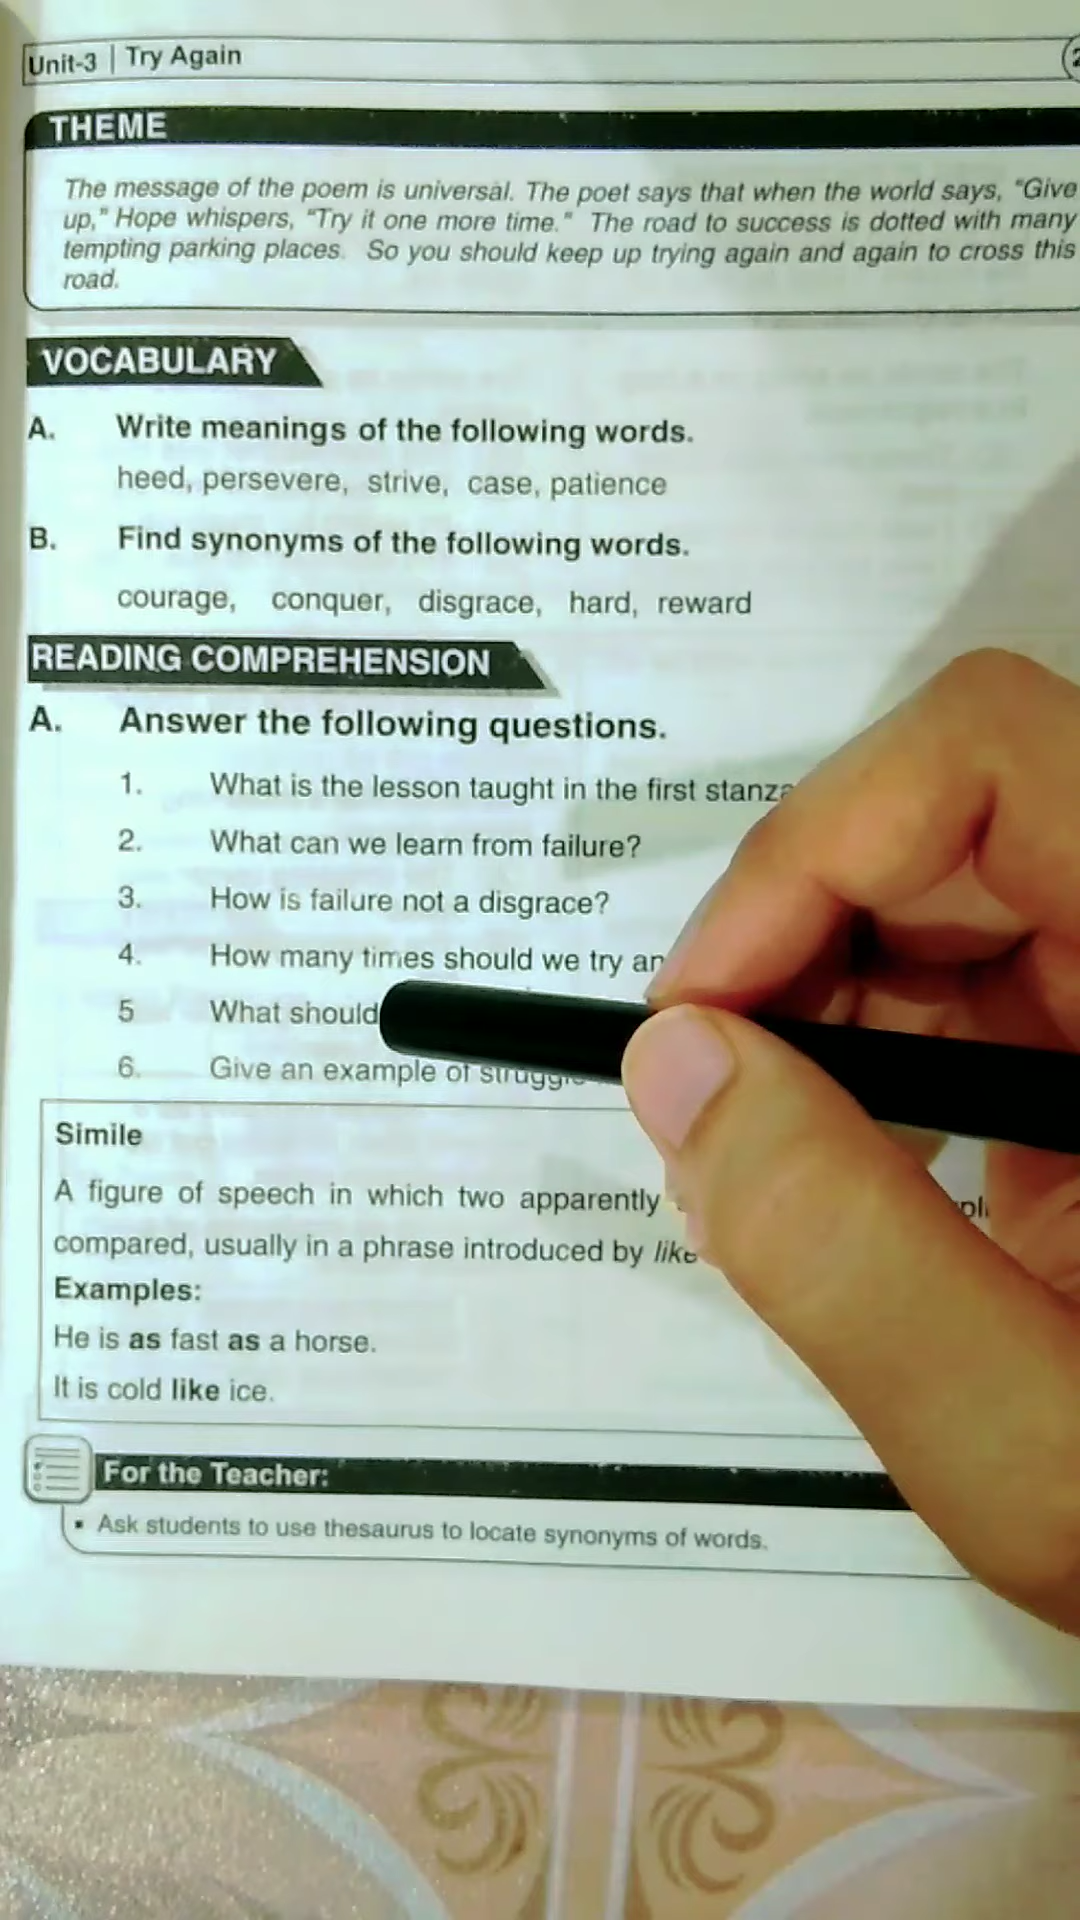 Unit-3 | Try Again
THEME
The message of the poem is universal. The poet says that when the world says, "Give
up," Hope whispers, "Try it one more time." The road to success is dotted with many
tempting parking places. So you should keep up trying again and again to cross this
road.
VOCABULARY
A. Write meanings of the following words.
heed, persevere, strive, case, patience
B. Find synonyms of the following words.
courage, conquer, disgrace, hard, reward
READING COMPREHENSION
A. Answer the following questions.
1. What is the lesson taught in the first
2. What can we learn from failure?
3. How is failure not a disgrace?
4. How many times should we try
5 What should
6. Give an example of
Simile
A figure of speech in which two apparently
compared, usually in a phrase introduced by like
Examples:
He is as fast as a horse.
It is cold like ice.
For the Teacher:
▪ Ask students to use thesaurus to locate synonyms of words.